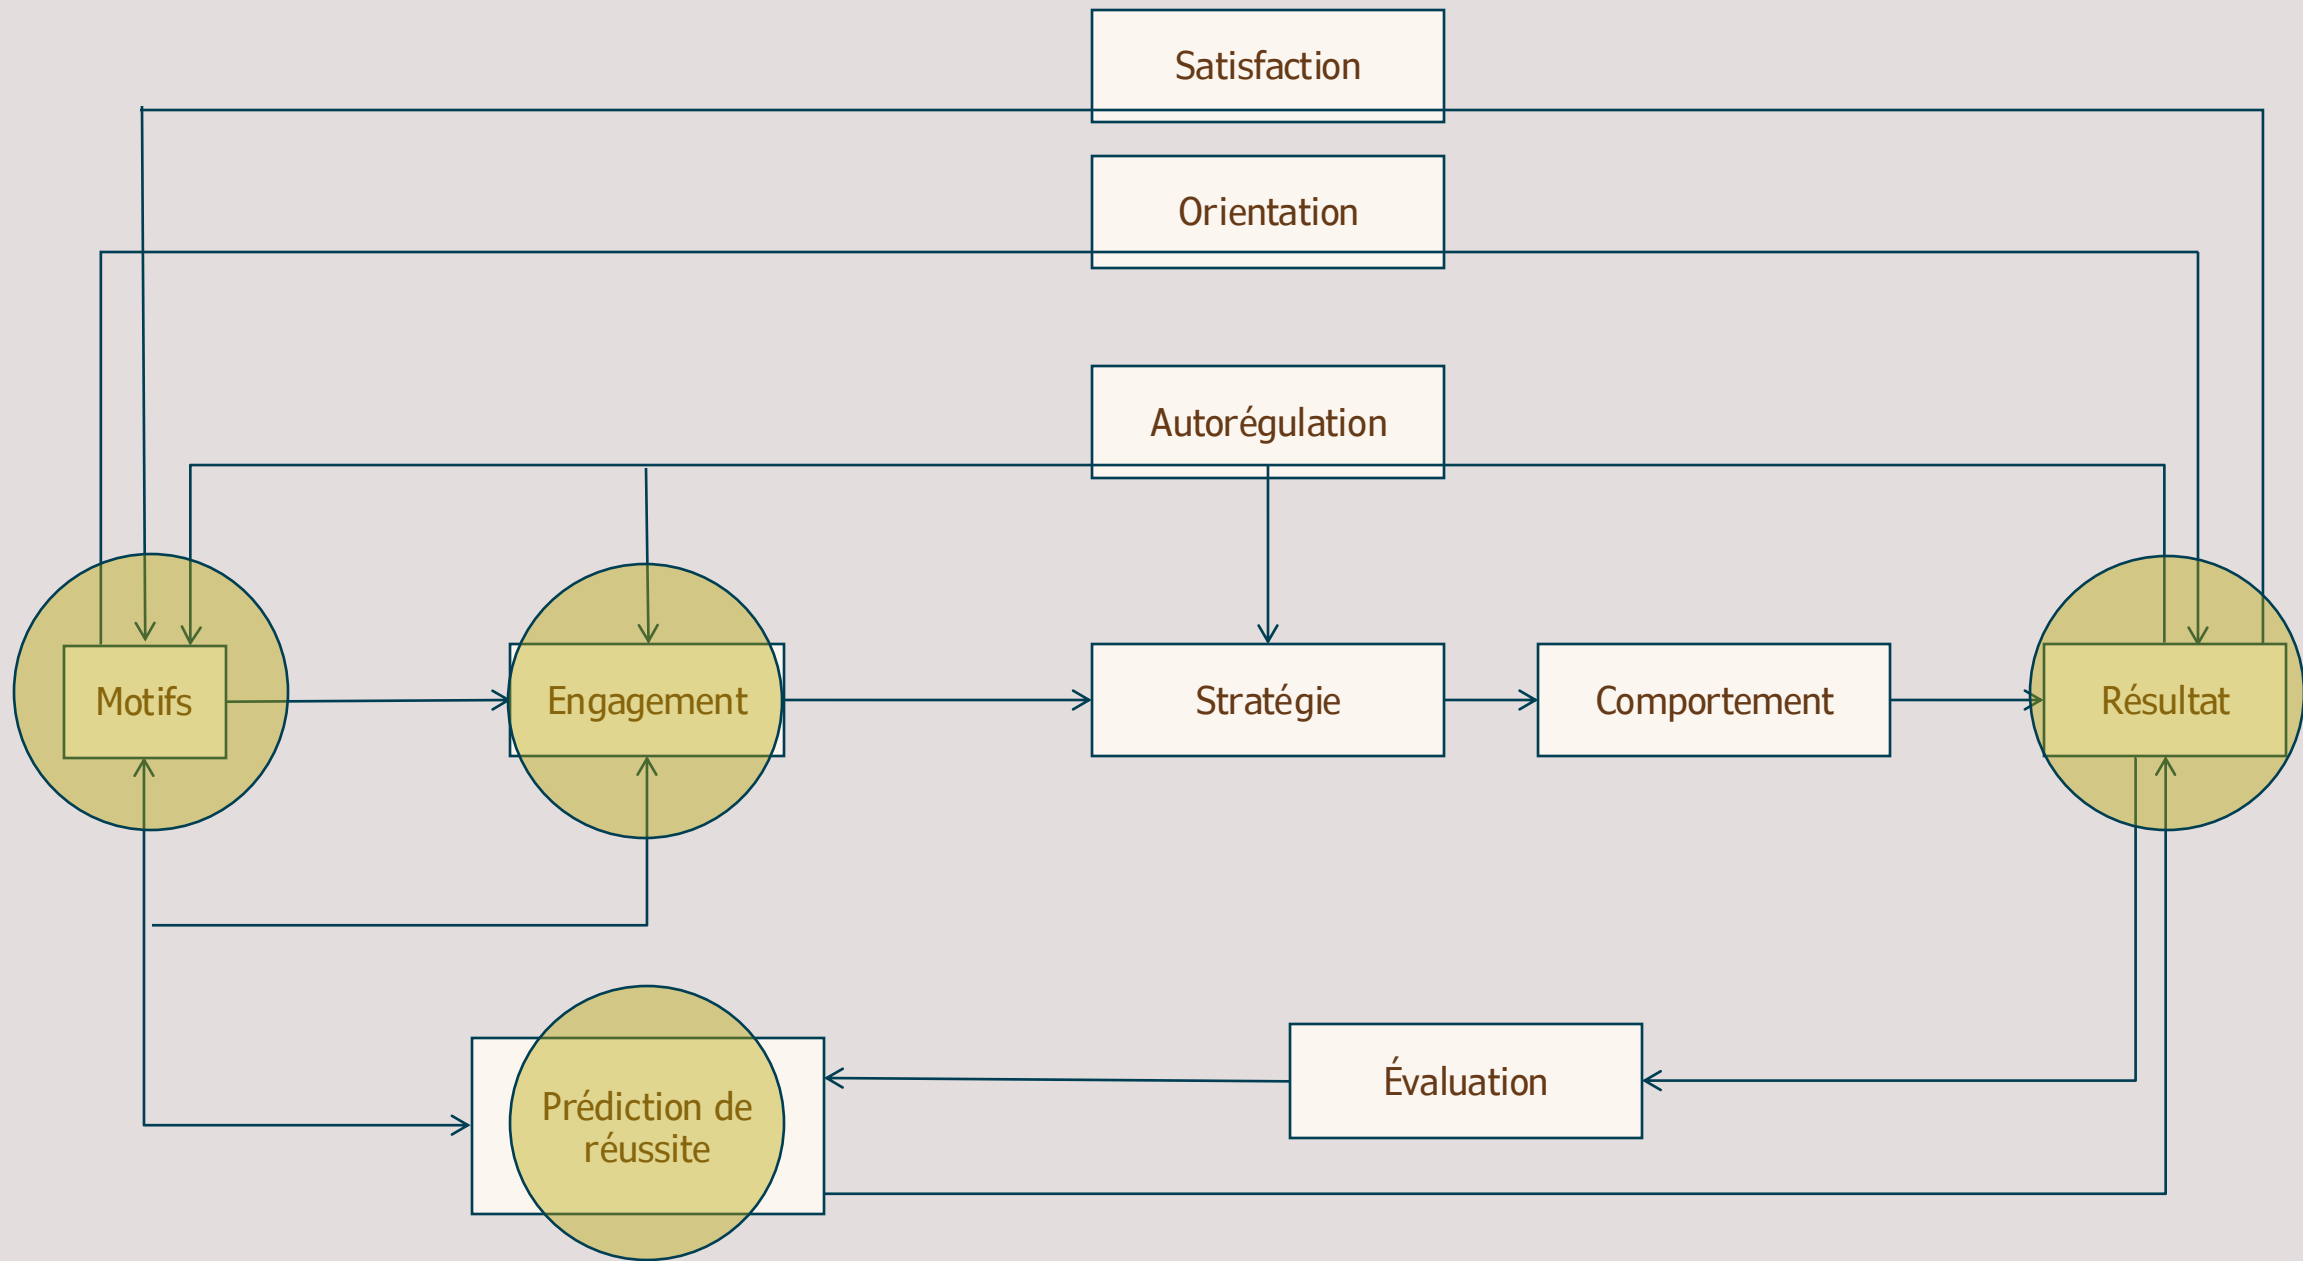 Satisfaction
Orientation
Autorégulation
Motifs
Engagement
Stratégie
Comportement
Résultat
Évaluation
Prédiction de
réussite